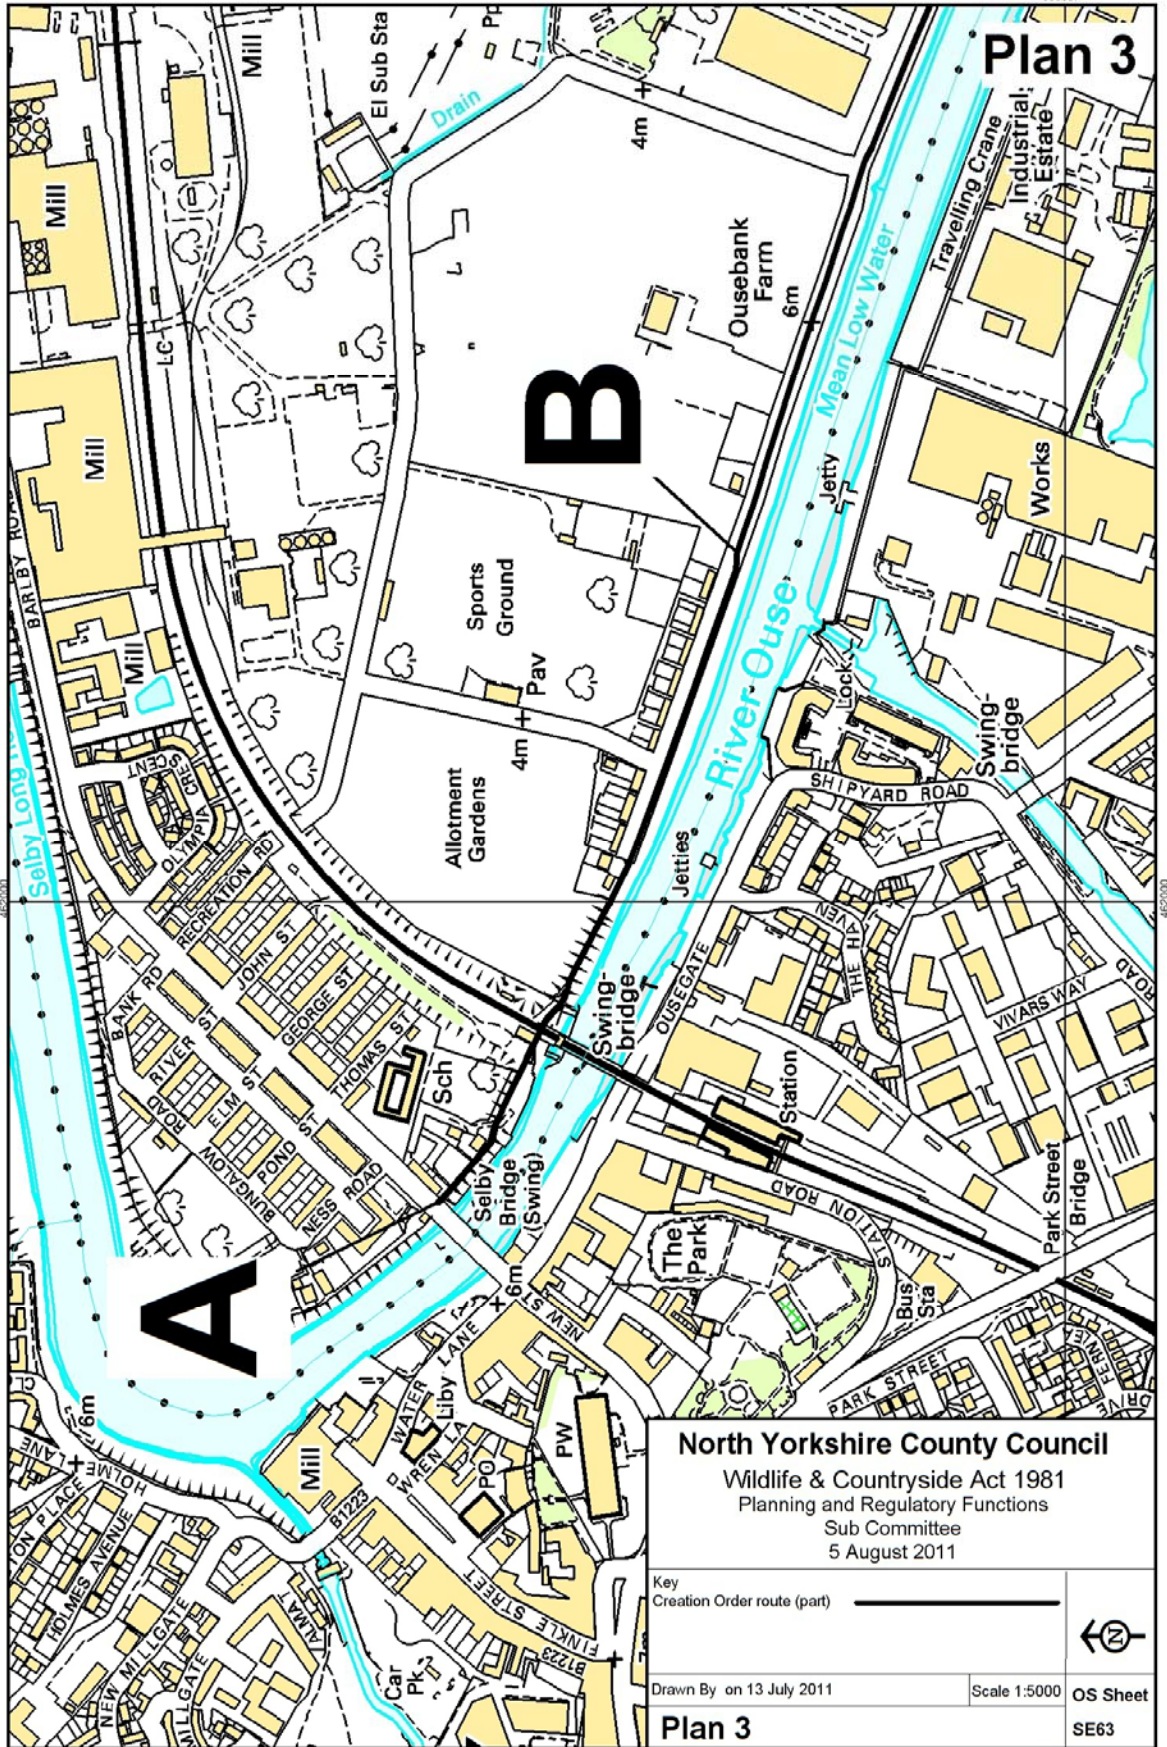 Plan 3
Mill
Mill
El Sub Sta
Pp
Drain
4m
Industrial
Estate
Travelling Crane
Mill
LC
Mean Low Water
Ousebank
Farm
6m
B
Mill
BARLBY ROAD
Jetty
Works
Sports
Ground
Pav
4m
Mill
River Ouse
Lock
Swing-
bridge
SHIPYARD ROAD
OLYMPIA
CRESCENT
Allotment
Gardens
Jetties
462000
462000
RECREATION RD
JOHN ST
GEORGE ST
THOMAS ST
BANK RD
RIVER ST
ELM ST
POND ST
BUNGALOW
ROAD
NESS ROAD
Sch
Swing-
bridge
OUSEGATE
THE HAVEN
VIVARS WAY
ROAD
Station
STATION ROAD
Park Street
Bridge
Selby
Bridge
(Swing)
A
The
Park
Bus
Sta
6m
NEW ST
WATER LANE
Liby
WREN LA
PO
PW
Mill
B1223
6m
HOLME
LANE
HOLMES AVENUE
NEW MILLGATE
MILLGATE
ALMA
Car
Pk
FINKLE STREET
B1223
PARK STREET
DRIVE
North Yorkshire County Council
Wildlife & Countryside Act 1981
Planning and Regulatory Functions
Sub Committee
5 August 2011
Key
Creation Order route (part)
N
Drawn By on 13 July 2011
Scale 1:5000
OS Sheet
Plan 3
SE63